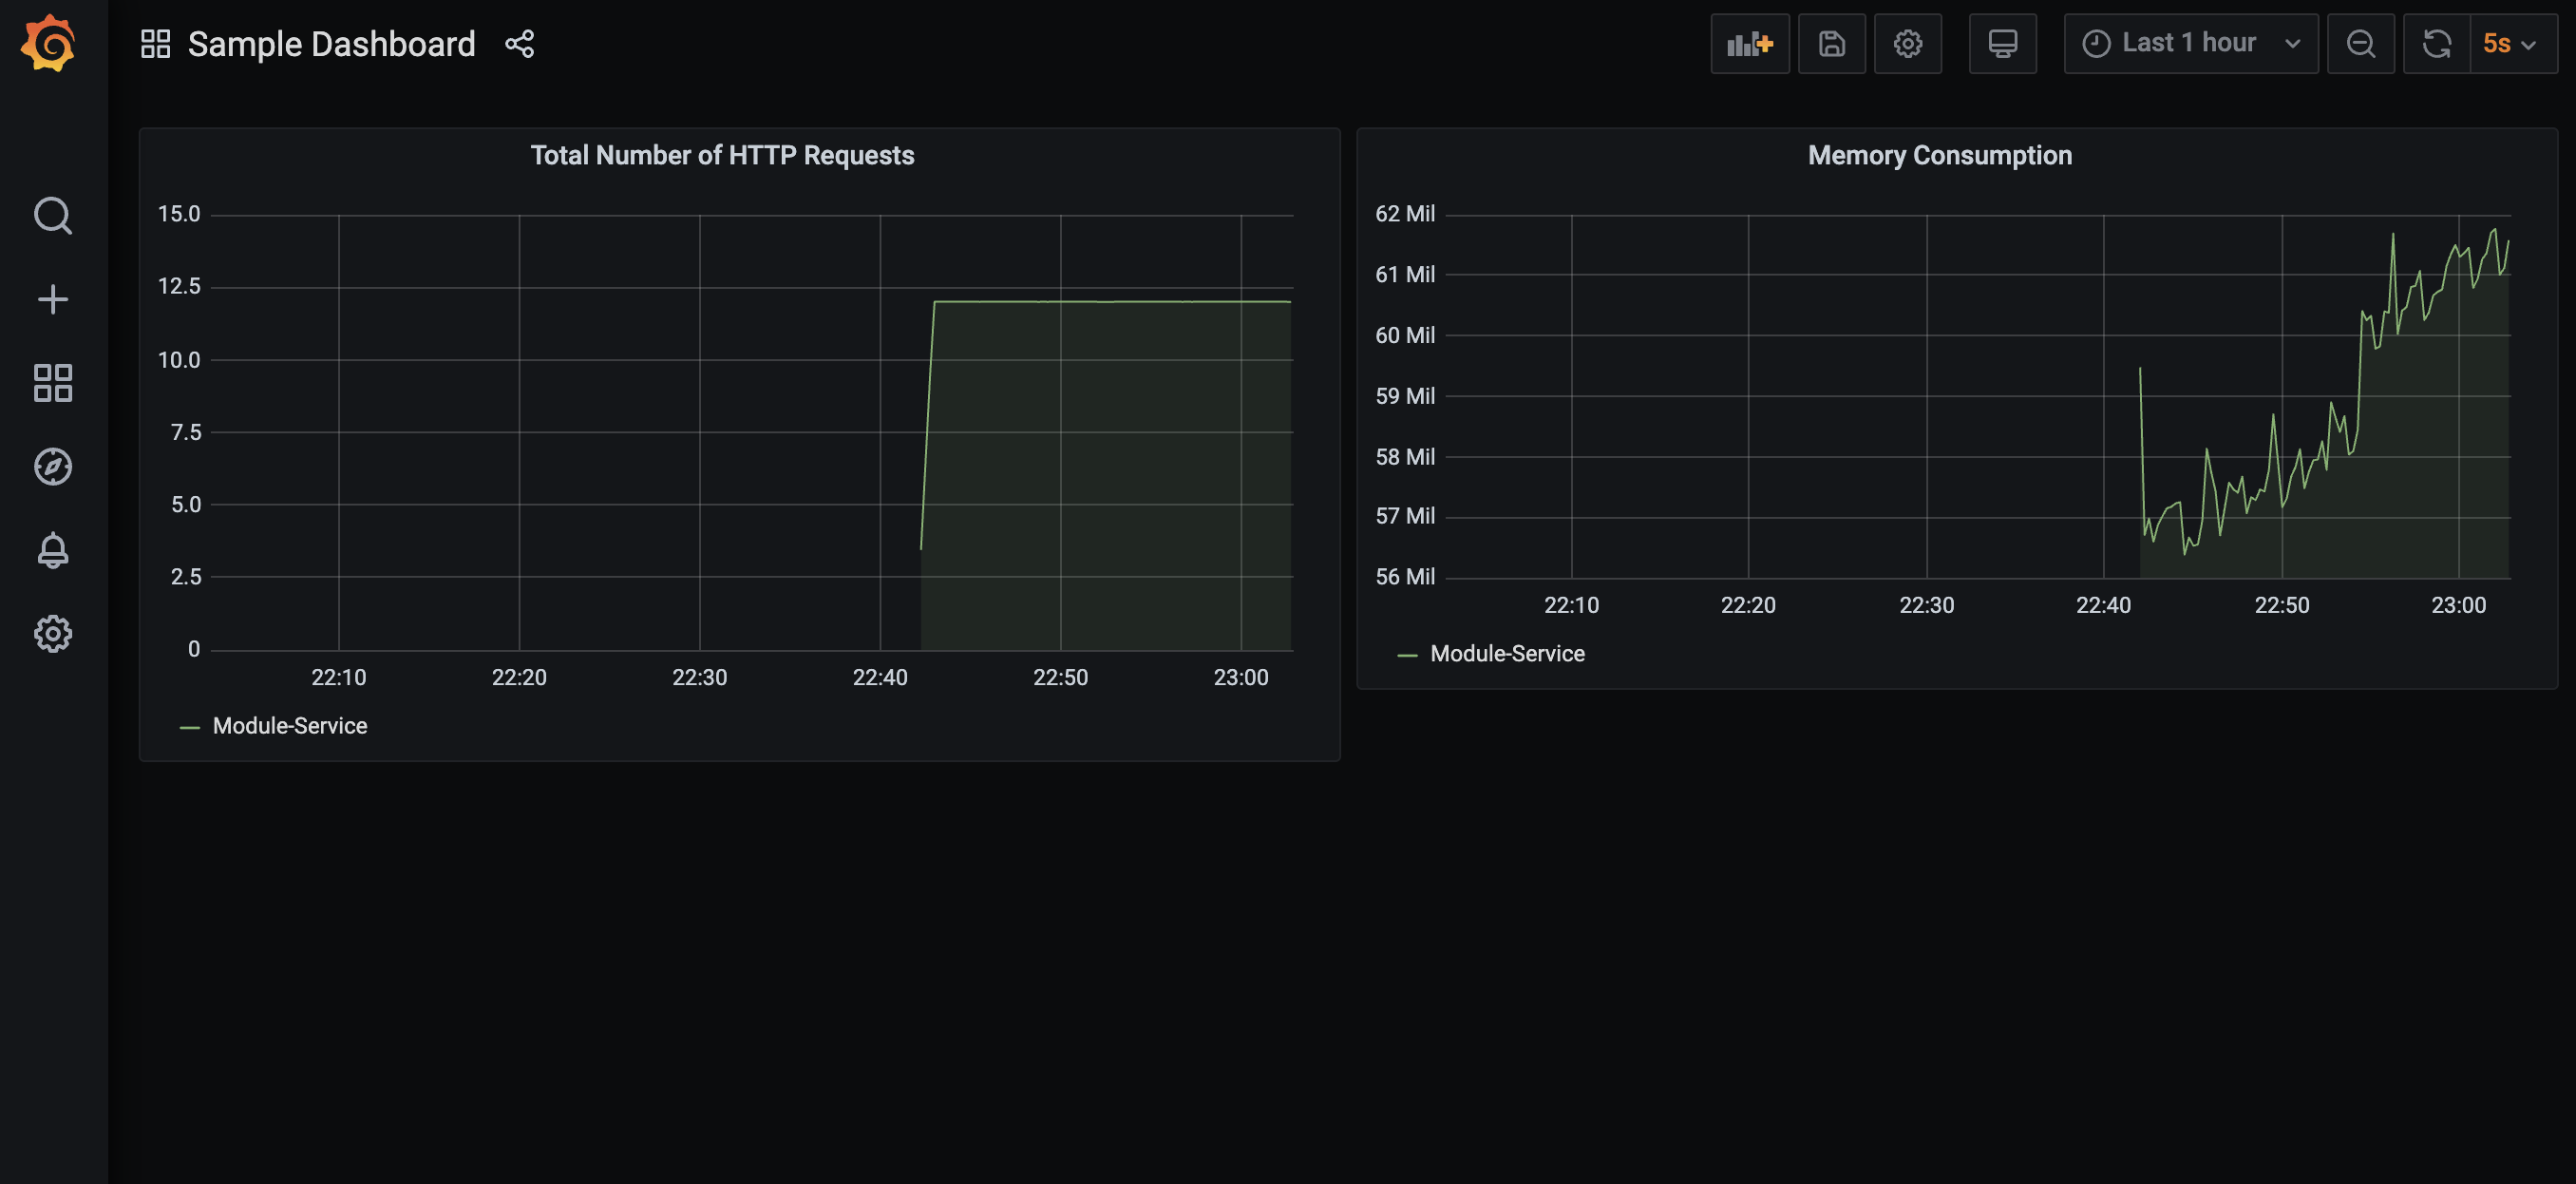 Sample Dashboard
Last 1 hour
5s
Total Number of HTTP Requests
15.0
12.5
10.0
7.5
5.0
2.5
0
22:10 22:20 22:30 22:40 22:50 23:00
Module-Service
Memory Consumption
62 Mil
61 Mil
60 Mil
59 Mil
58 Mil
57 Mil
56 Mil
22:10 22:20 22:30 22:40 22:50 23:00
Module-Service